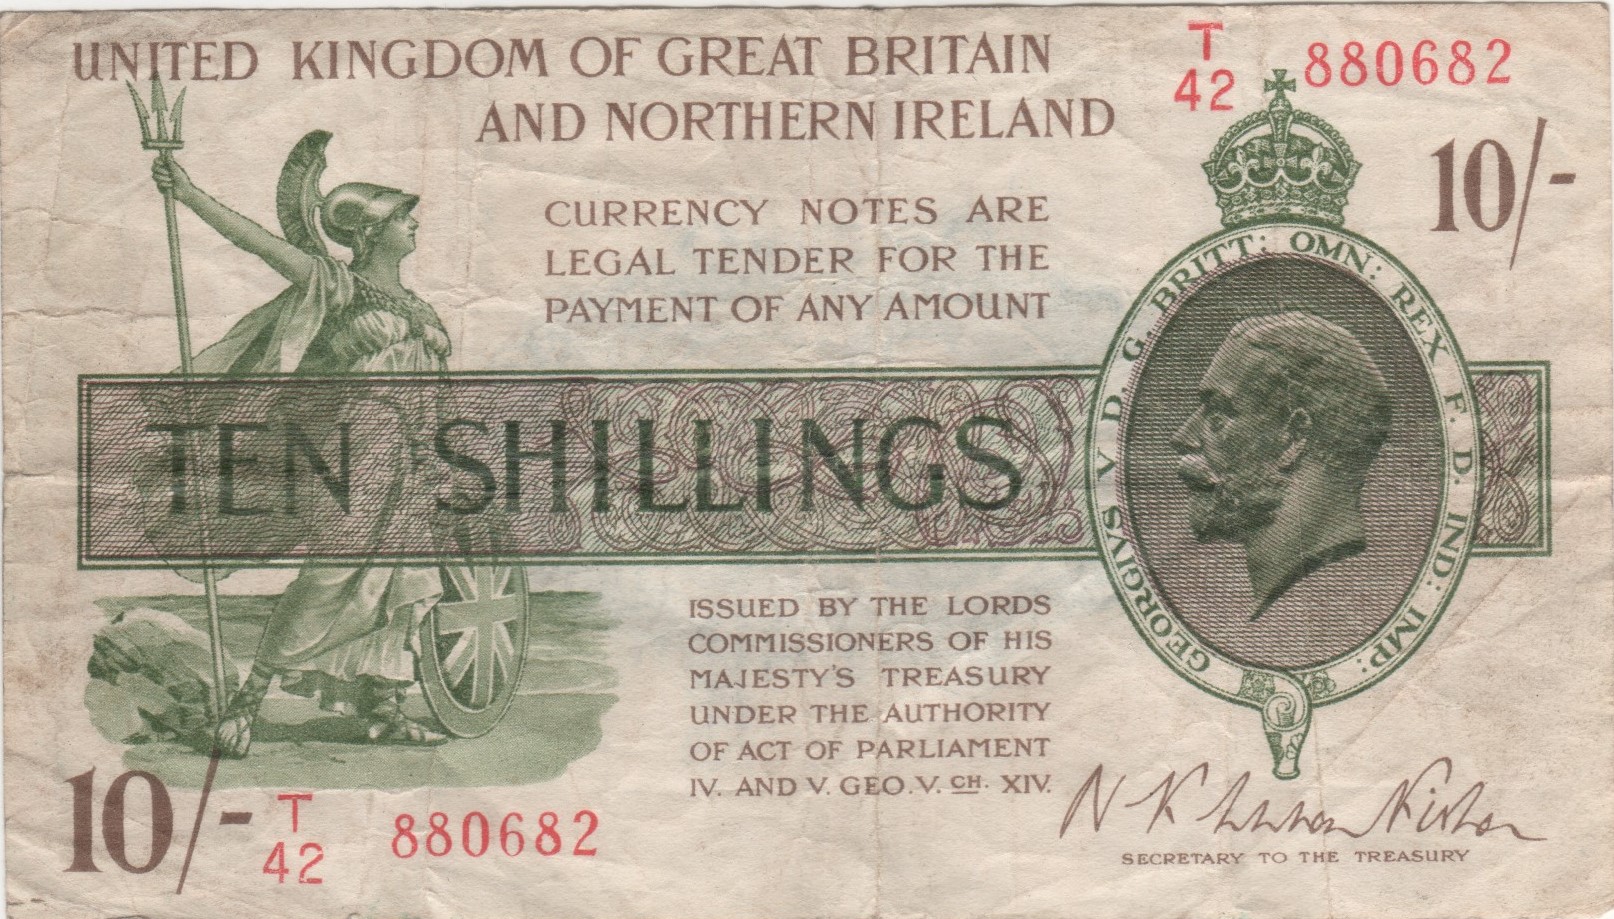 UNITED KINGDOM OF GREAT BRITAIN
AND NORTHERN IRELAND
T
42 880682
10/-
CURRENCY NOTES ARE
LEGAL TENDER FOR THE
PAYMENT OF ANY AMOUNT
GEORGIVS V D. G. BRITT: OMN: REX F. D. IND: IMP:
TEN SHILLINGS
ISSUED BY THE LORDS
COMMISSIONERS OF HIS
MAJESTY'S TREASURY
UNDER THE AUTHORITY
OF ACT OF PARLIAMENT
IV. AND V. GEO. V. CH. XIV.
10/-
T
42 880682
SECRETARY TO THE TREASURY